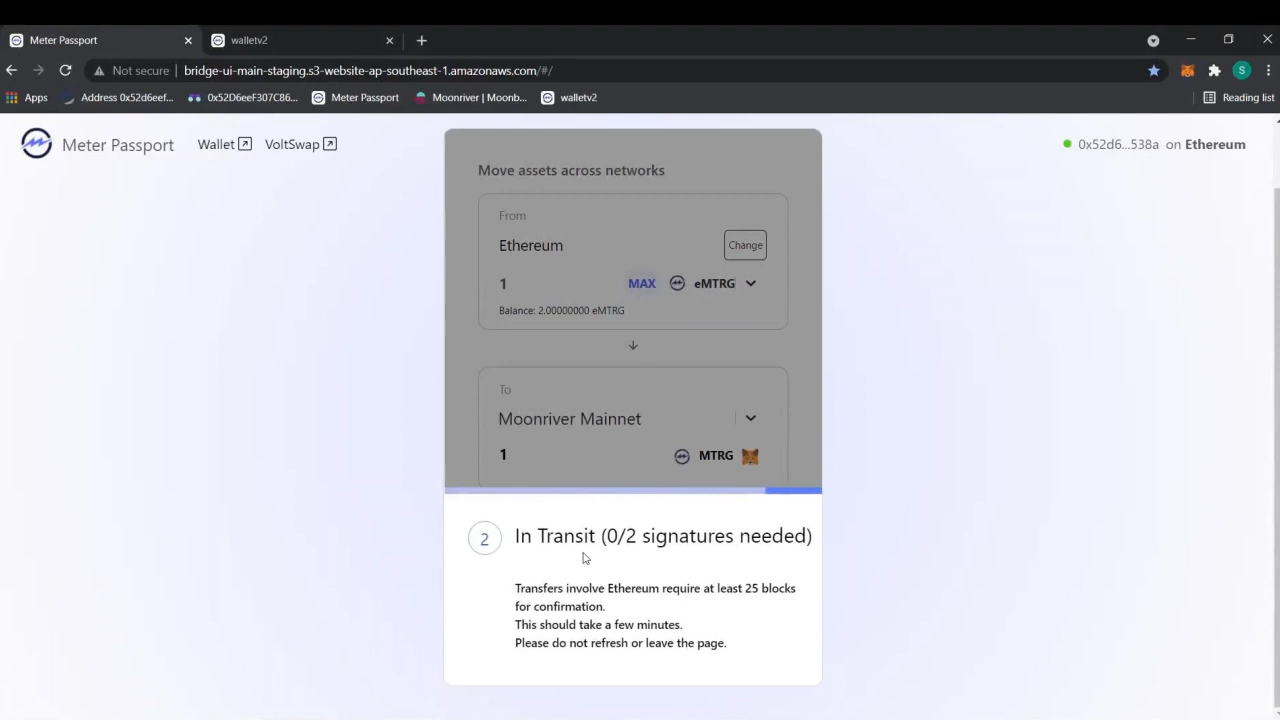 Meter Passport
walletv2
Not secure
bridge-ui-main-staging.s3-website-ap-southeast-1.amazonaws.com/#/
S
Apps
Address 0x52d6eef...
0x52D6eeF307C86...
Meter Passport
Moonriver | Moonb...
walletv2
Reading list
Meter Passport
Wallet
VoltSwap
0x52d6...538a on Ethereum
Move assets across networks
From
Ethereum
Change
1
MAX
eMTRG
Balance: 2.00000000 eMTRG
To
Moonriver Mainnet
1
MTRG
2
In Transit (0/2 signatures needed)
Transfers involve Ethereum require at least 25 blocks
for confirmation.
This should take a few minutes.
Please do not refresh or leave the page.